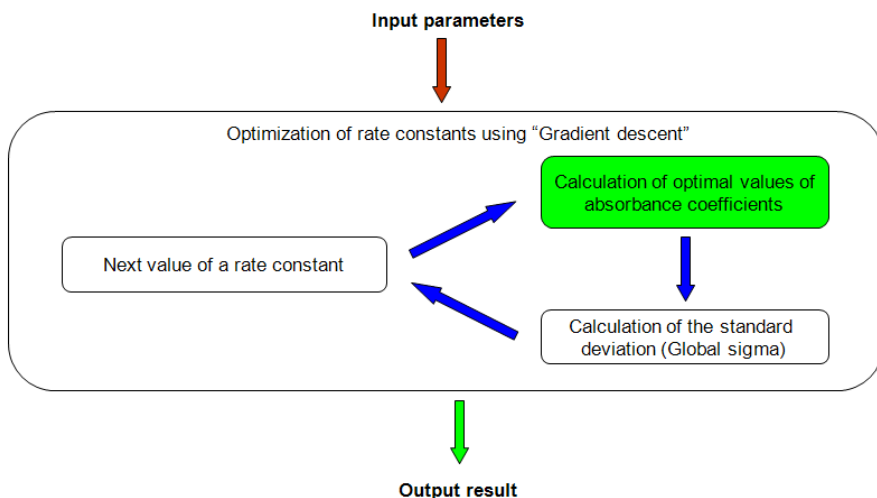 Input parameters
Optimization of rate constants using “Gradient descent”
Calculation of optimal values of
absorbance coefficients
Next value of a rate constant
Calculation of the standard
deviation (Global sigma)
Output result